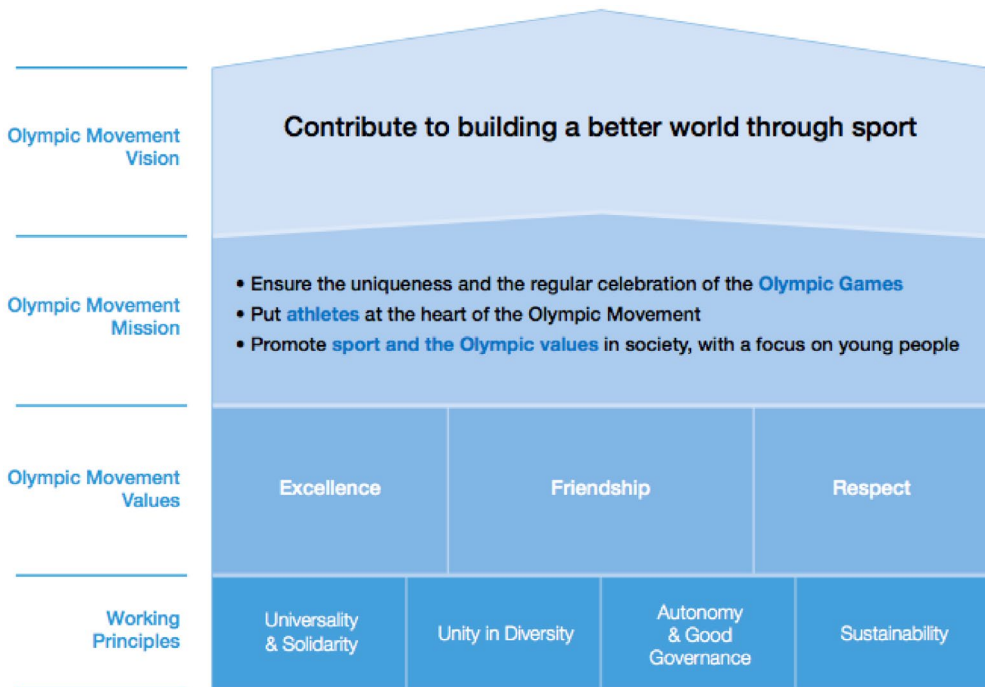 Olympic Movement
Vision
Contribute to building a better world through sport
Olympic Movement
Mission
• Ensure the uniqueness and the regular celebration of the Olympic Games
• Put athletes at the heart of the Olympic Movement
• Promote sport and the Olympic values in society, with a focus on young people
Olympic Movement
Values
Excellence
Friendship
Respect
Working
Principles
Universality
& Solidarity
Unity in Diversity
Autonomy
& Good
Governance
Sustainability